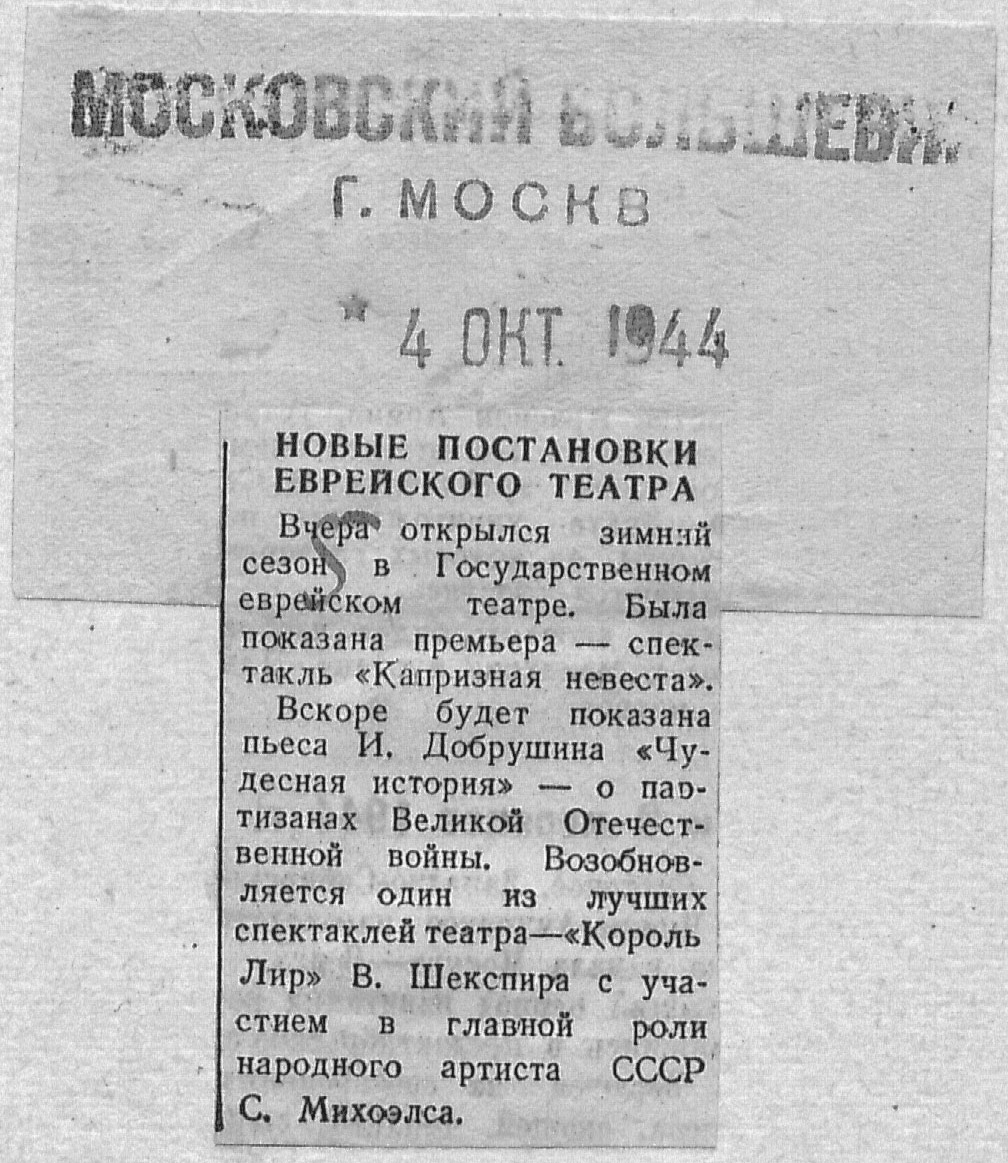 МОСКОВСКИЙ БОЛЬШЕВИ
Г. МОСКВ
* 4 ОКТ. 1944
НОВЫЕ ПОСТАНОВКИ
ЕВРЕЙСКОГО ТЕАТРА
Вчера открылся зимний
сезон в Государственном
еврейском театре. Была
показана премьера — спек-
такль «Капризная невеста».
Вскоре будет показана
пьеса И. Добрушина «Чу-
десная история» — о пар-
тизанах Великой Отечест-
венной войны. Возобнов-
ляется один из лучших
спектаклей театра—«Король
Лир» В. Шекспира с уча-
стием в главной роли
народного артиста СССР
С. Михоэлса.